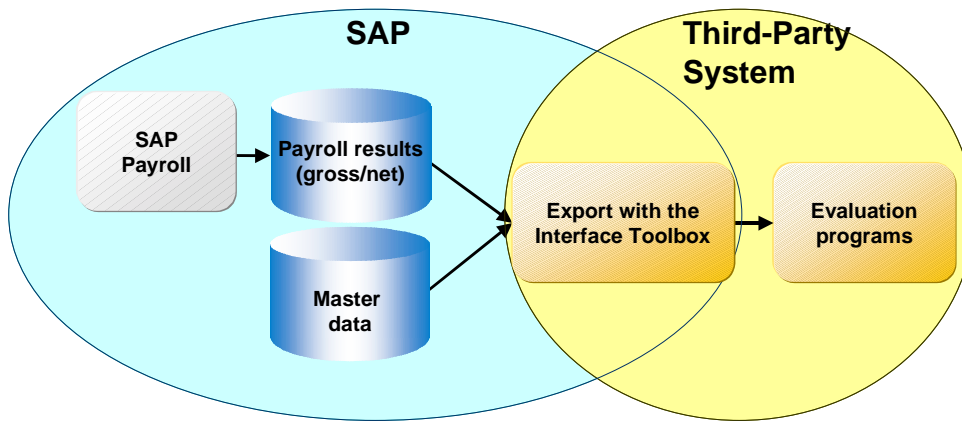 SAP
Third-Party
System
SAP
Payroll
Payroll results
(gross/net)
Master
data
Export with the
Interface Toolbox
Evaluation
programs